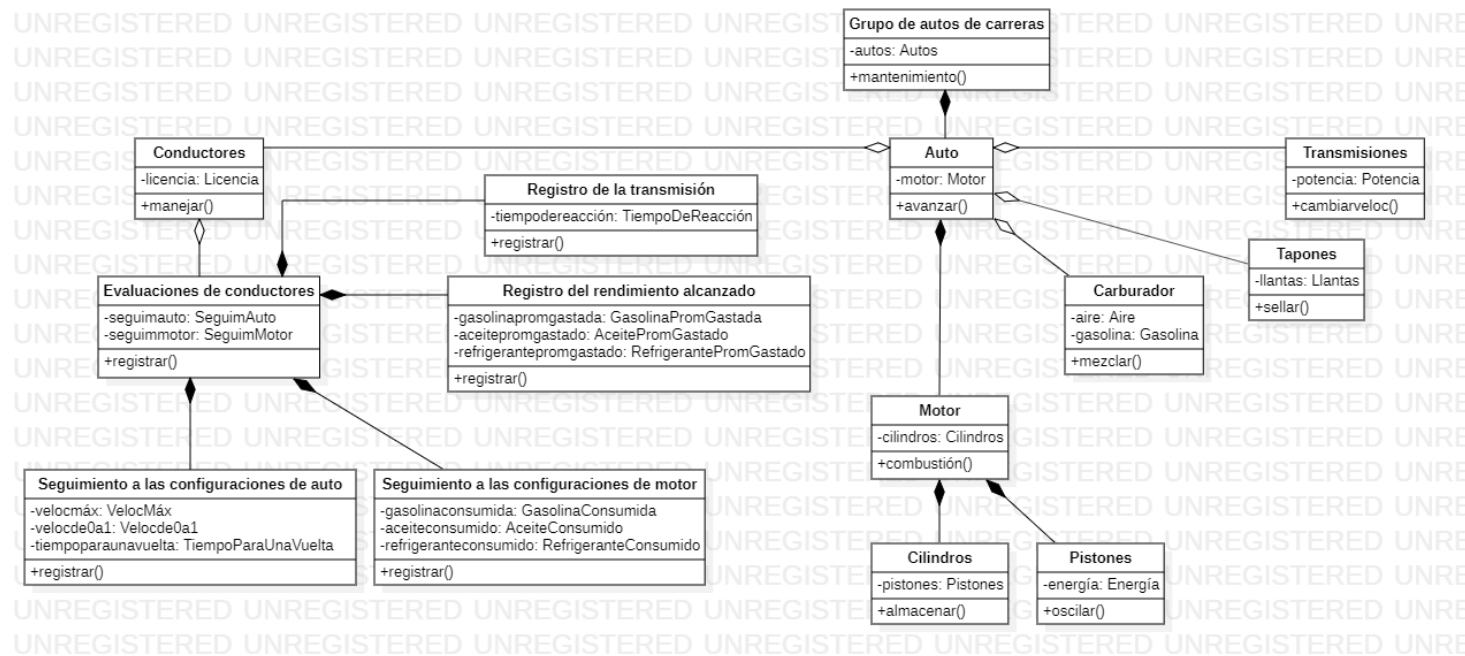 Grupo de autos de carreras
-autos: Autos
+mantenimiento()
Conductores
-licencia: Licencia
+manejar()
Auto
-motor: Motor
+avanzar()
Transmisiones
-potencia: Potencia
+cambiarveloc()
Registro de la transmisión
-tiempodereacción: TiempoDeReacción
+registrar()
Tapones
-llantas: Llantas
+sellar()
Evaluaciones de conductores
-seguimauto: SeguimAuto
-seguimmotor: SeguimMotor
+registrar()
Registro del rendimiento alcanzado
-gasolinapromgastada: GasolinaPromGastada
-aceitepromgastado: AceitePromGastado
-refrigerantepromgastado: RefrigerantePromGastado
+registrar()
Carburador
-aire: Aire
-gasolina: Gasolina
+mezclar()
Motor
-cilindros: Cilindros
+combustión()
Seguimiento a las configuraciones de auto
-velocmáx: VelocMáx
-velocde0a1: Velocde0a1
-tiempoparaunavuelta: TiempoParaUnaVuelta
+registrar()
Seguimiento a las configuraciones de motor
-gasolinaconsumida: GasolinaConsumida
-aceiteconsumido: AceiteConsumido
-refrigeranteconsumido: RefrigeranteConsumido
+registrar()
Cilindros
-pistones: Pistones
+almacenar()
Pistones
-energía: Energía
+oscilar()
UNREGISTERED